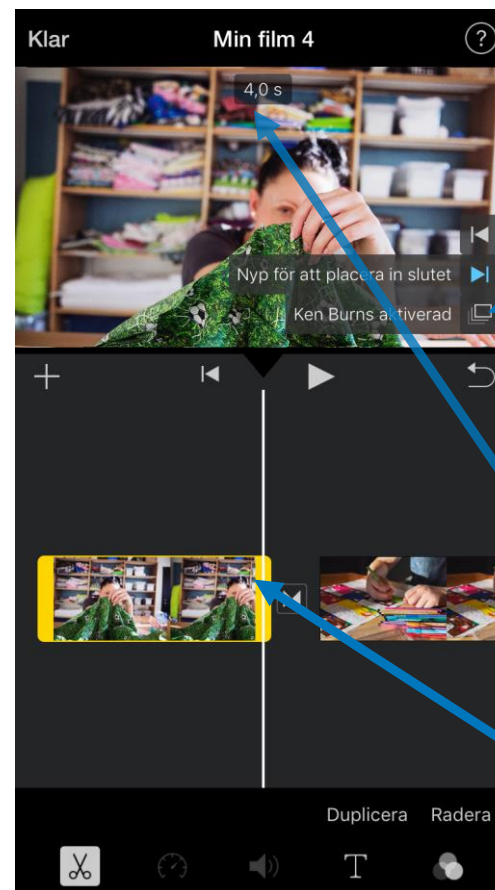 Klar
Min film 4
?
4,0 s
Nyp för att placera in slutet
Ken Burns aktiverad
Duplicera
Radera
T